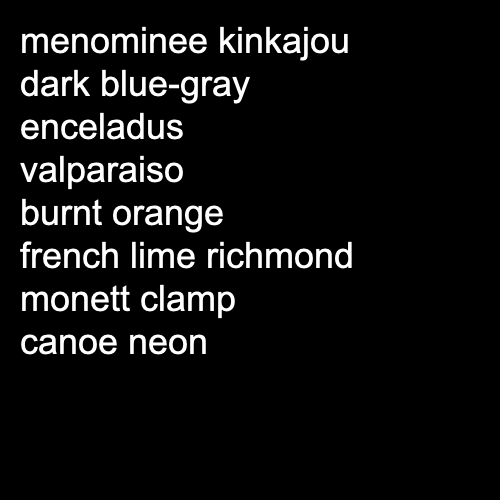 menominee kinkajou
dark blue-gray
enceladus
valparaiso
burnt orange
french lime richmond
monett clamp
canoe neon